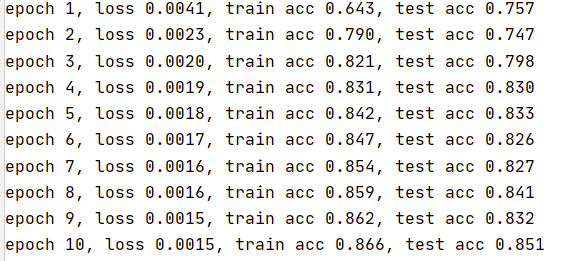 epoch 1, loss 0.0041, train acc 0.643, test acc 0.757
epoch 2, loss 0.0023, train acc 0.790, test acc 0.747
epoch 3, loss 0.0020, train acc 0.821, test acc 0.798
epoch 4, loss 0.0019, train acc 0.831, test acc 0.830
epoch 5, loss 0.0018, train acc 0.842, test acc 0.833
epoch 6, loss 0.0017, train acc 0.847, test acc 0.826
epoch 7, loss 0.0016, train acc 0.854, test acc 0.827
epoch 8, loss 0.0016, train acc 0.859, test acc 0.841
epoch 9, loss 0.0015, train acc 0.862, test acc 0.832
epoch 10, loss 0.0015, train acc 0.866, test acc 0.851